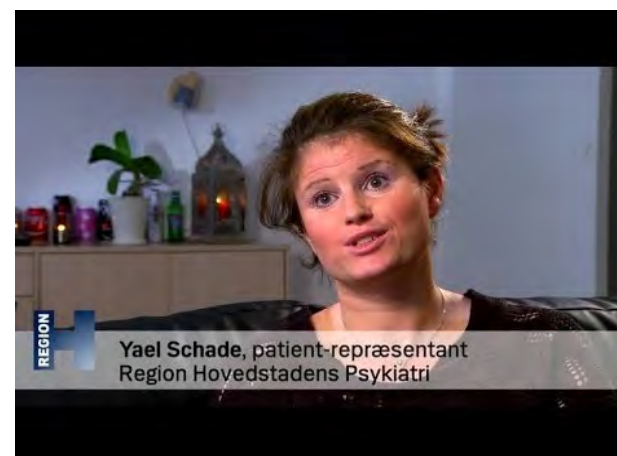 REGION
Yael Schade, patient-repræsentant
Region Hovedstadens Psykiatri